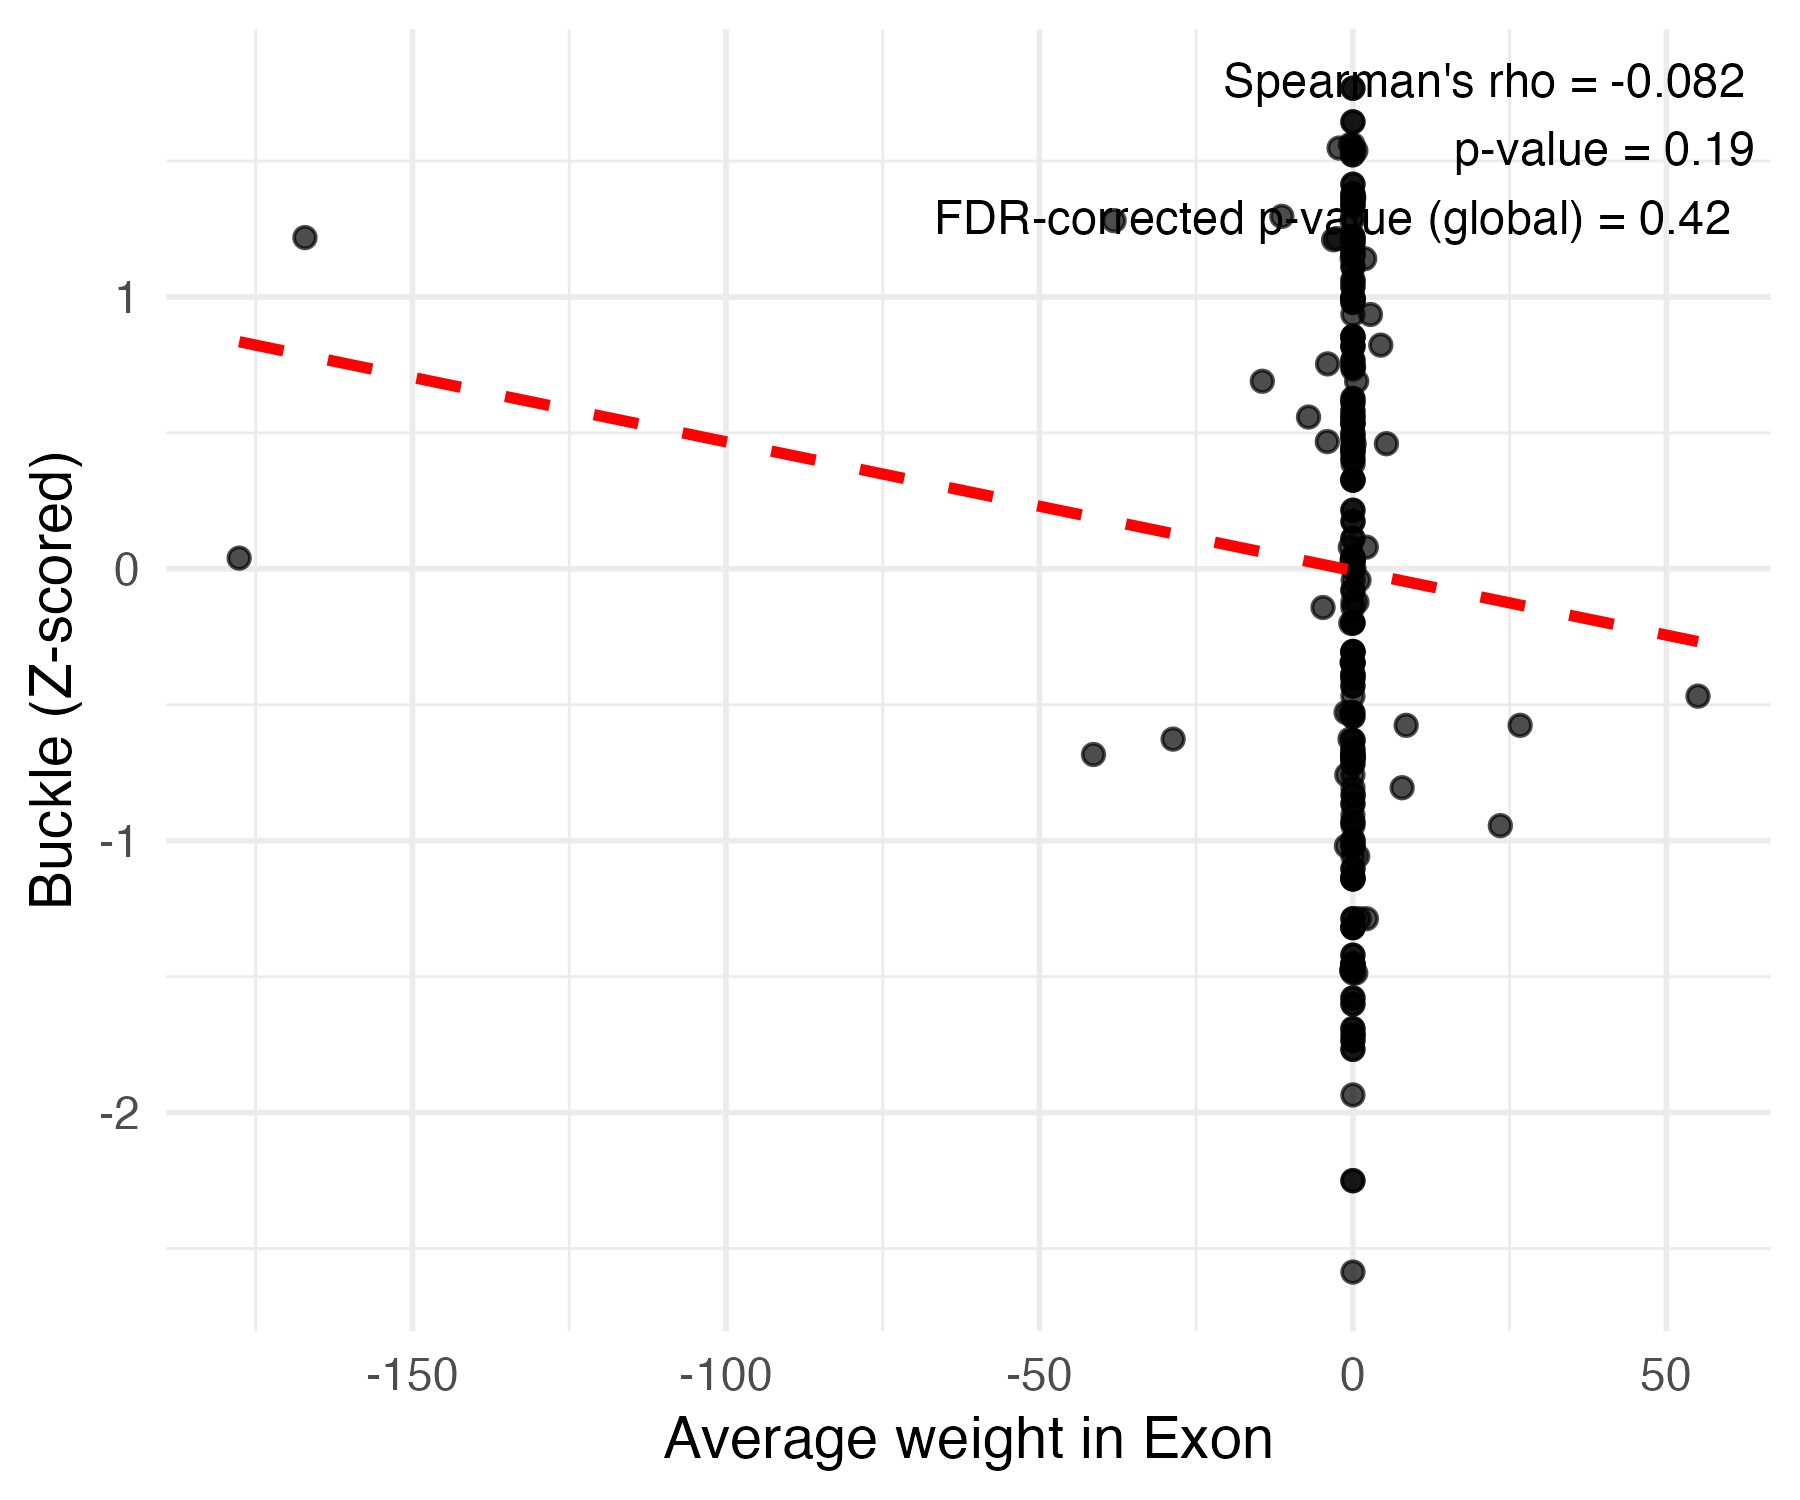 Spearman's rho = -0.082
p-value = 0.19
FDR-corrected p-value (global) = 0.42
Buckle (Z-scored)
1
0
-1
-2
-150 -100 -50 0 50
Average weight in Exon